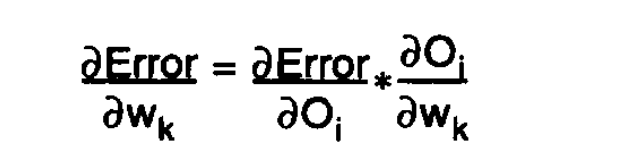 ∂Error/∂w_k = ∂Error/∂O_i * ∂O_i/∂w_k